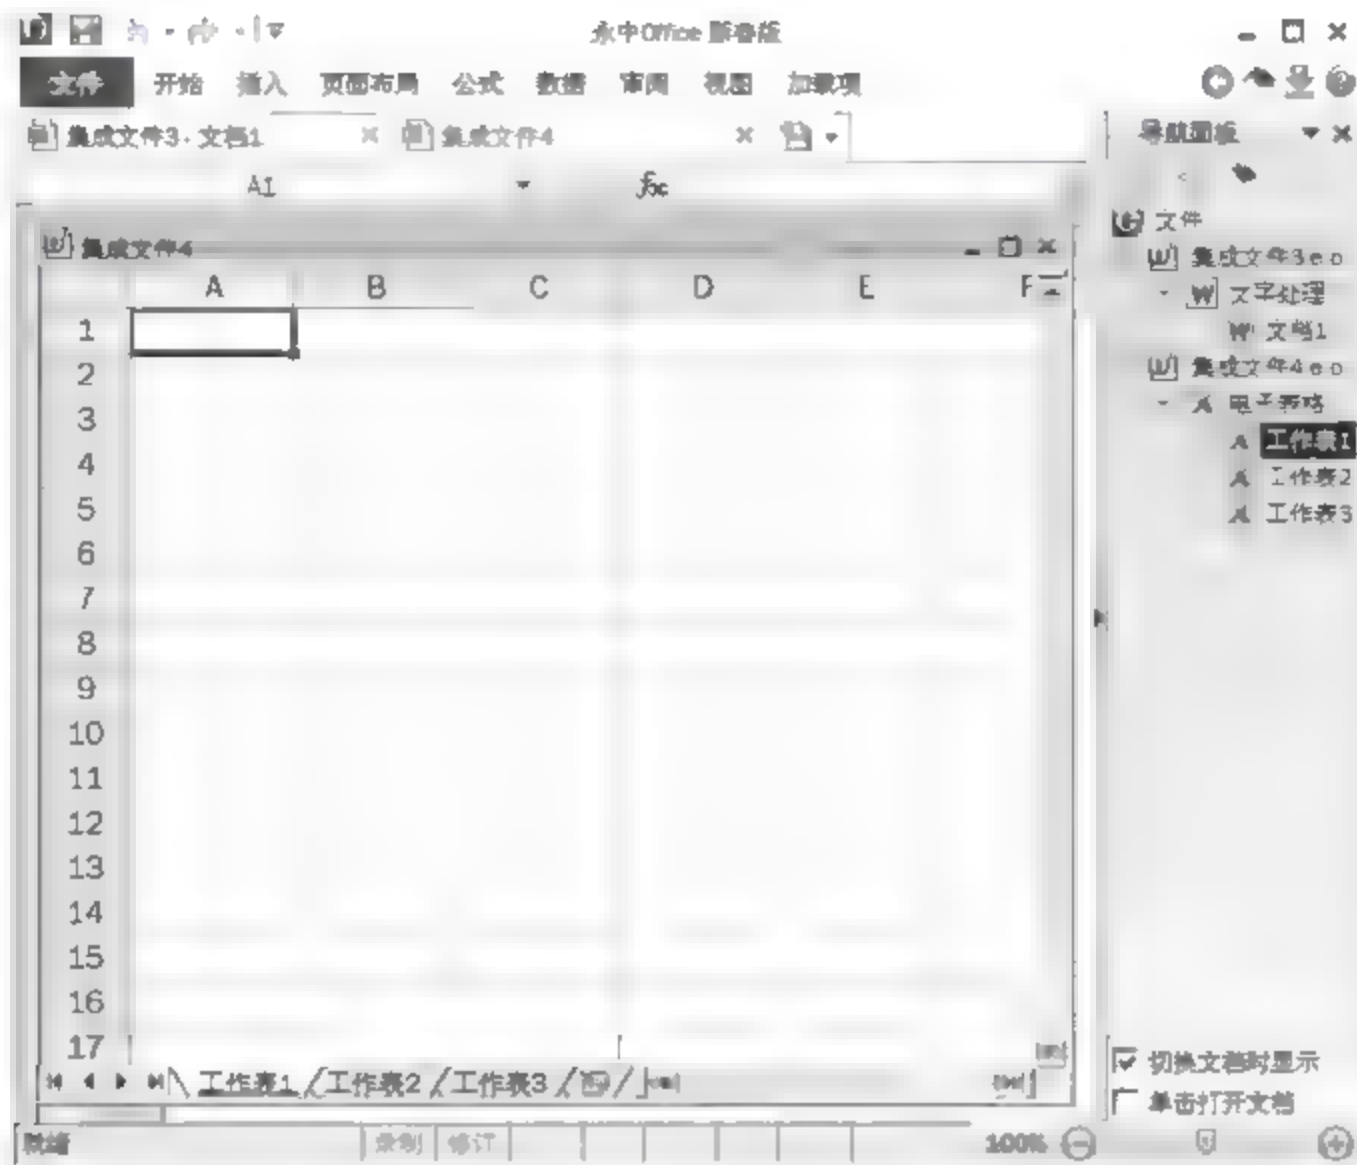 永中Office
文件 开始 插入 页面布局 公式 数据 审阅 视图 加载项
集成文件3 · 文档1 集成文件4
导航面板
A1 fx
文件
集成文件4
集成文件3.eio
A B C D E F
文字处理
文档1
集成文件4.eio
电子表格
工作表1
工作表2
工作表3
1
2
3
4
5
6
7
8
9
10
11
12
13
14
15
16
17
工作表1 工作表2 工作表3
切换文档时显示
单击打开文档
就绪 录制 修订 100%